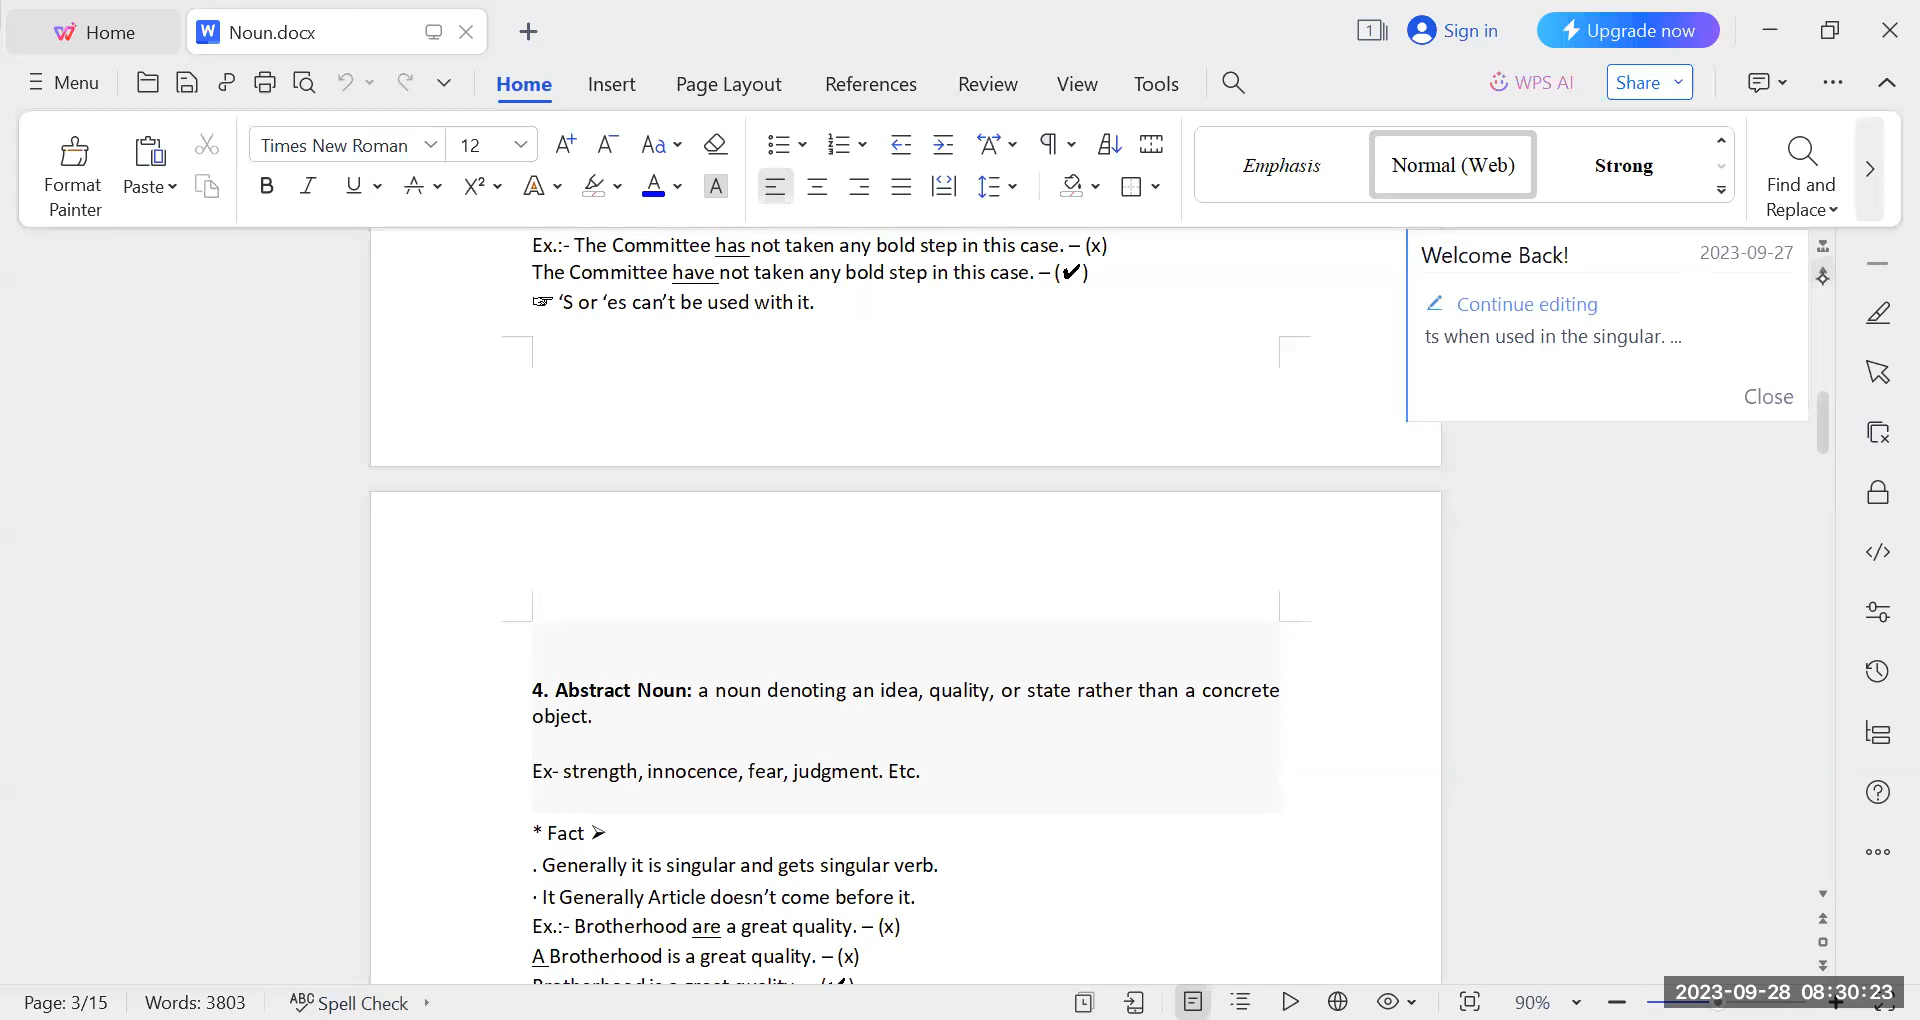 Home
Noun.docx
1
Sign in
Upgrade now
Menu
Home
Insert
Page Layout
References
Review
View
Tools
WPS AI
Share
Format
Painter
Paste
Times New Roman
12
Emphasis
Normal (Web)
Strong
Find and
Replace
Ex.:- The Committee has not taken any bold step in this case. – (x)
The Committee have not taken any bold step in this case. – (✔)
☞ ‘S or ‘es can’t be used with it.
Welcome Back!
2023-09-27
Continue editing
ts when used in the singular. ...
Close
4. Abstract Noun: a noun denoting an idea, quality, or state rather than a concrete
object.
Ex- strength, innocence, fear, judgment. Etc.
* Fact ➢
. Generally it is singular and gets singular verb.
· It Generally Article doesn’t come before it.
Ex.:- Brotherhood are a great quality. – (x)
A Brotherhood is a great quality. – (x)
Brotherhood is a great quality. – (✔)
Page: 3/15
Words: 3803
ABC Spell Check
90%
2023-09-28 08:30:23